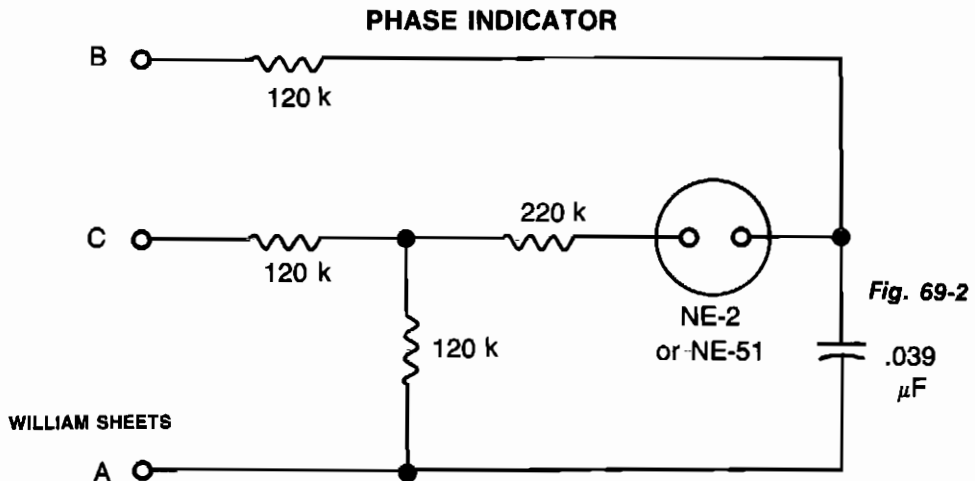 PHASE INDICATOR
B
120 k
C
120 k
220 k
NE-2
or NE-51
Fig. 69-2
120 k
.039
μF
WILLIAM SHEETS
A